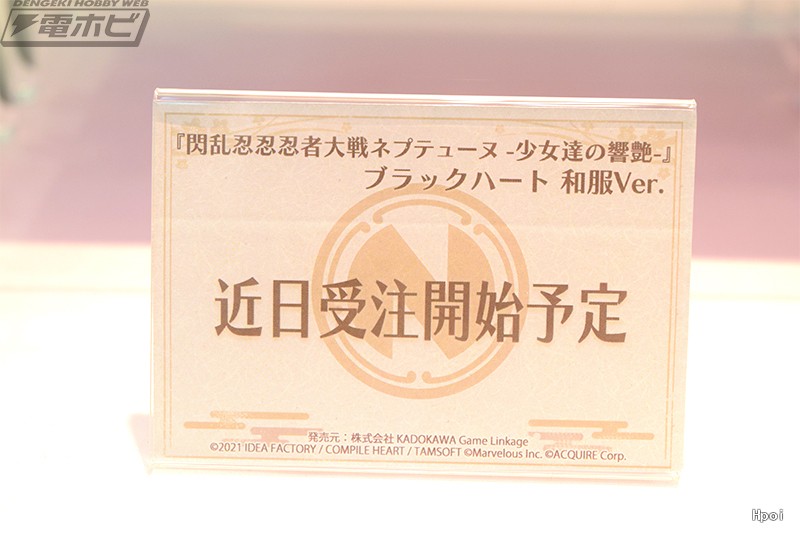 DENGEKI HOBBY WEB
電ホビ
『閃乱忍忍忍者大戦ネプテューヌ -少女達の響艶-』
ブラックハート 和服Ver.
近日受注開始予定
発売元：株式会社 KADOKAWA Game Linkage
©2021 IDEA FACTORY / COMPILE HEART / TAMSOFT ©Marvelous Inc. ©ACQUIRE Corp.
Hpoi